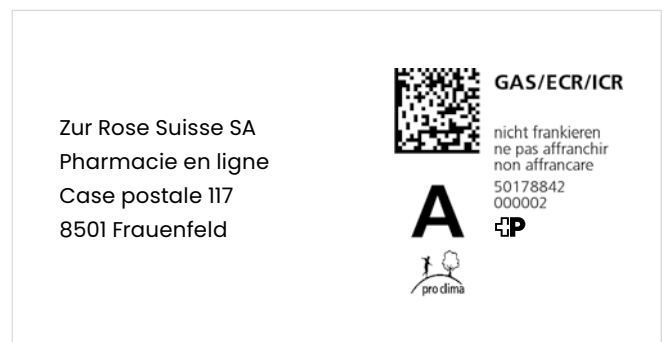 Zur Rose Suisse SA
Pharmacie en ligne
Case postale 117
8501 Frauenfeld
GAS/ECR/ICR
nicht frankieren
ne pas affranchir
non affrancare
50178842
000002
A
P
pro clima